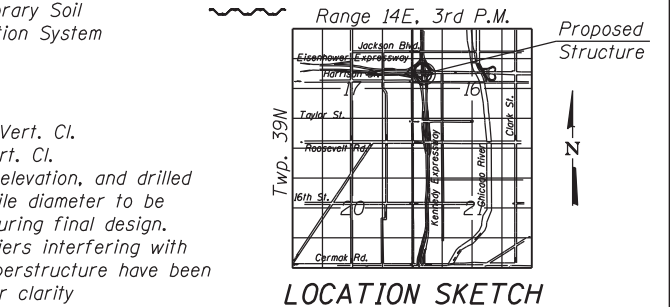 rary Soil
tion System
Vert. Cl.
rt. Cl.
elevation, and drilled
ile diameter to be
uring final design.
iers interfering with
perstructure have been
r clarity
Range 14E, 3rd P.M.
Proposed
Structure
Twp. 39N
Jackson Blvd.
Eisenhower Expressway
Harrison St.
17
16
Taylor St.
Clark St.
Roosevelt Rd.
Kennedy Expressway
Chicago River
16th St.
20
21
Cermak Rd.
N
LOCATION SKETCH